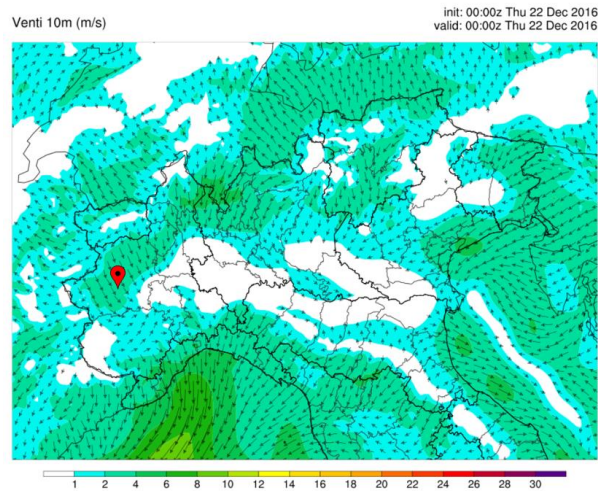 Venti 10m (m/s)
init: 00:00z Thu 22 Dec 2016
valid: 00:00z Thu 22 Dec 2016
1 2 4 6 8 10 12 14 16 18 20 22 24 26 28 30